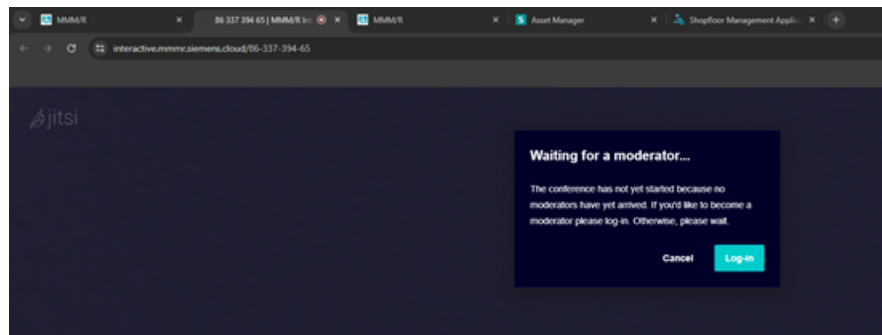 MMM/R
86 337 394 65 | MMM/R
MMM/R
Asset Manager
Shopfloor Management Applic
interactive.mmmr.siemens.cloud/86-337-394-65
jitsi
Waiting for a moderator...
The conference has not yet started because no
moderators have yet arrived. If you'd like to become a
moderator please log-in. Otherwise, please wait.
Cancel
Log-in